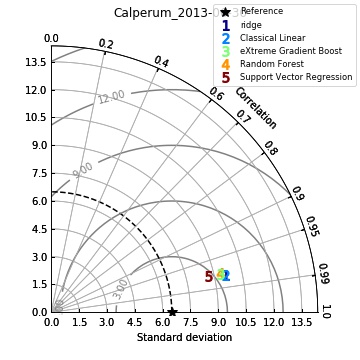 Calperum_2013-
Reference
1 ridge
2 Classical Linear
3 eXtreme Gradient Boost
4 Random Forest
5 Support Vector Regression
0.0 0.2 0.4 0.6 0.7 0.8 0.9 0.95 0.99 1.0
Correlation
13.5
12.0
10.5
9.0
7.5
6.0
4.5
3.0
1.5
0.0
12.00
9.00
3.00
5 4 3 2
0.0 1.5 3.0 4.5 6.0 7.5 9.0 10.5 12.0 13.5
Standard deviation